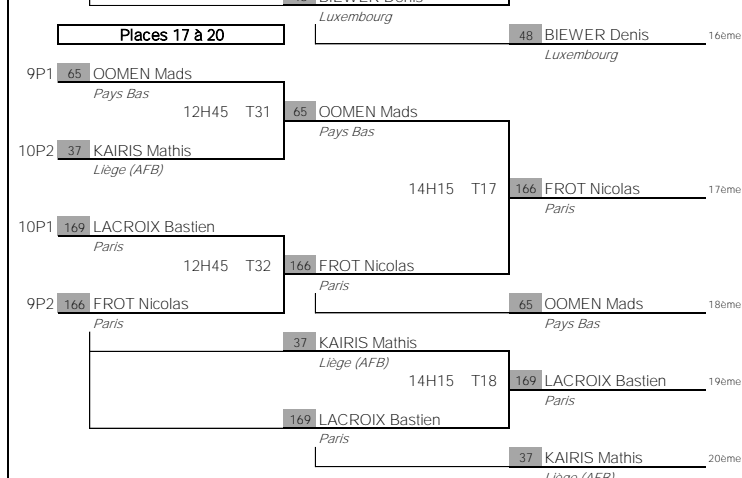 Luxembourg
Places 17 à 20
48 BIEWER Denis 16ème
Luxembourg
9P1 65 OOMEN Mads
Pays Bas
12H45 T31 65 OOMEN Mads
Pays Bas
10P2 37 KAIRIS Mathis
Liège (AFB)
14H15 T17 166 FROT Nicolas 17ème
Paris
10P1 169 LACROIX Bastien
Paris
12H45 T32 166 FROT Nicolas
Paris
9P2 166 FROT Nicolas 65 OOMEN Mads 18ème
Paris Pays Bas
37 KAIRIS Mathis
Liège (AFB)
14H15 T18 169 LACROIX Bastien 19ème
Paris
169 LACROIX Bastien
Paris
37 KAIRIS Mathis 20ème
Liège (AFB)